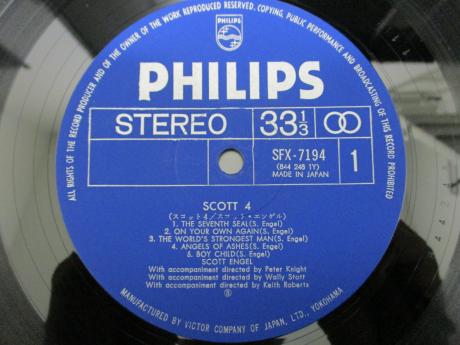 ALL RIGHTS OF THE RECORD PRODUCER AND OF THE OWNER OF THE WORK REPRODUCED RESERVED. COPYING, PUBLIC PERFORMANCE AND BROADCASTING OF THIS RECORD PROHIBITED!
PHILIPS
PHILIPS
STEREO 33 1/3
SFX-7194
(844 248 1Y)
MADE IN JAPAN
1
SCOTT 4
(スコット4/スコット・エンゲル)
1. THE SEVENTH SEAL(S. Engel)
2. ON YOUR OWN AGAIN(S. Engel)
3. THE WORLD'S STRONGEST MAN(S. Engel)
4. ANGELS OF ASHES(S. Engel)
5. BOY CHILD(S. Engel)
SCOTT ENGEL
With accompaniment directed by Peter Knight
With accompaniment directed by Wally Stott
With accompaniment directed by Keith Roberts
MANUFACTURED BY VICTOR COMPANY OF JAPAN, LTD., YOKOHAMA